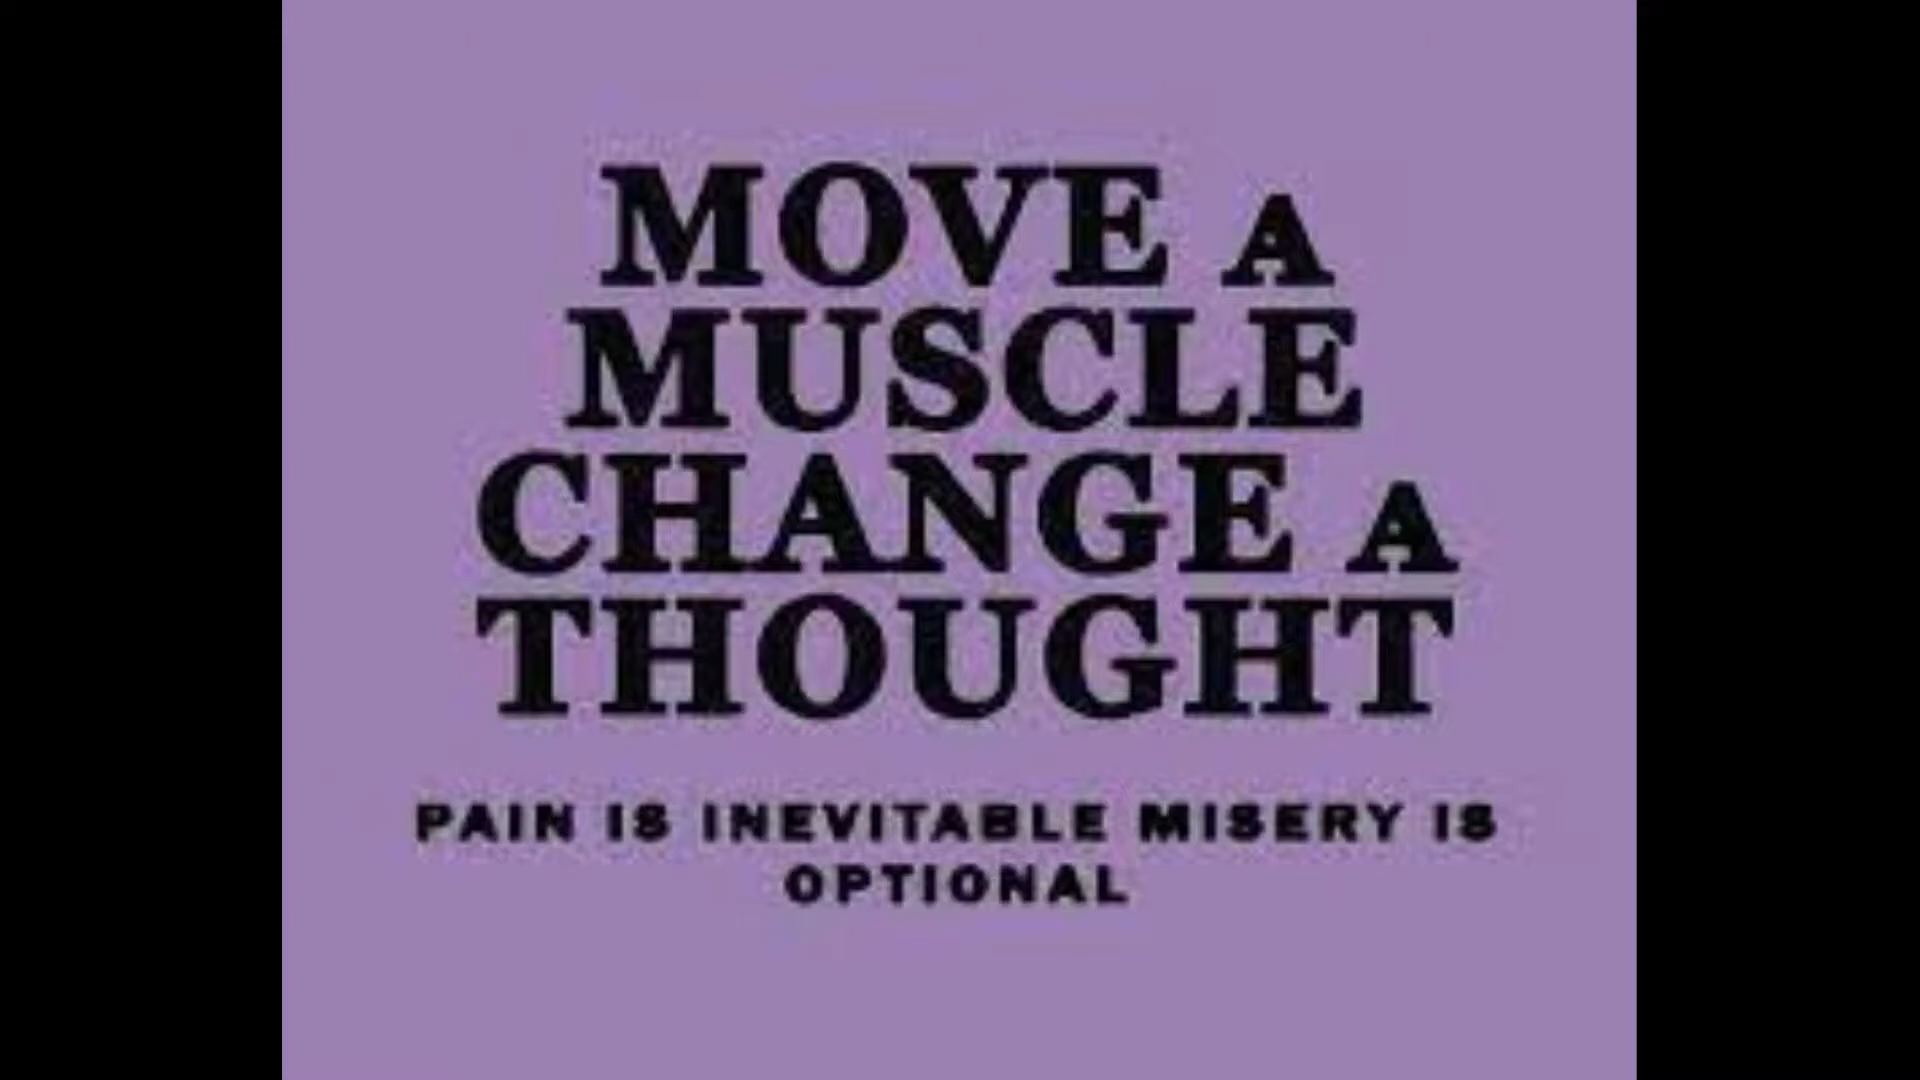 MOVE A
MUSCLE
CHANGE A
THOUGHT
PAIN IS INEVITABLE MISERY IS
OPTIONAL